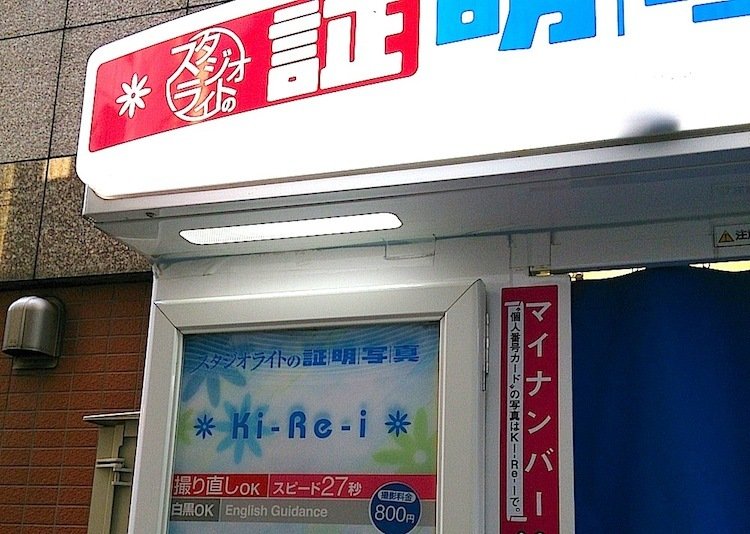 スタジオライトの
証明写
注
スタジオライトの証明写真
Ki-Re-i
撮り直しOK スピード27秒
白黒OK English Guidance
撮影料金
800円
マイナンバー
"個人番号カード"の写真はKi-Re-iで。